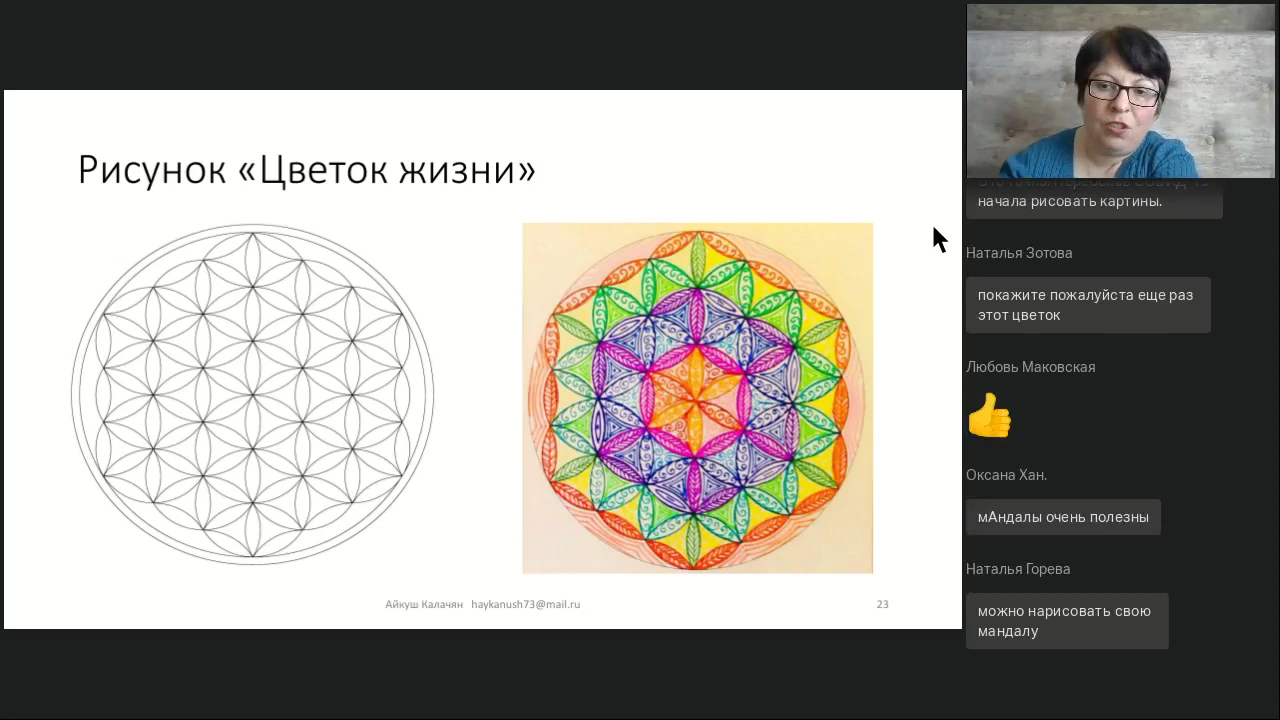 Рисунок «Цветок жизни»
Айкуш Калачян haykanush73@mail.ru
23
начала рисовать картины.
Наталья Зотова
покажите пожалуйста еще раз
этот цветок
Любовь Маковская
Оксана Хан.
мАндалы очень полезны
Наталья Горева
можно нарисовать свою
мандалу